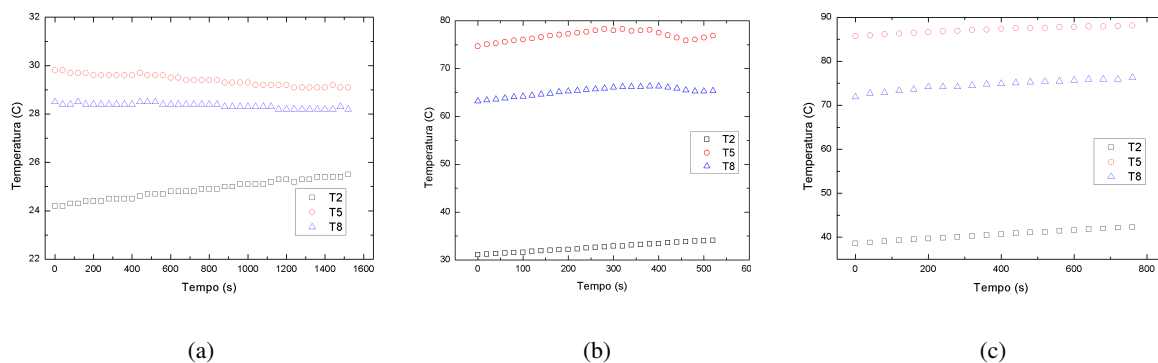 32
30
28
26
24
22
Temperatura (C)
0 200 400 600 800 1000 1200 1400 1600
Tempo (s)
T2
T5
T8
(a)
80
70
60
50
40
30
Temperatura (C)
0 100 200 300 400 500 60
Tempo (s)
T2
T5
T8
(b)
90
80
70
60
50
40
Temperatura (C)
0 200 400 600 800
Tempo (s)
T2
T5
T8
(c)